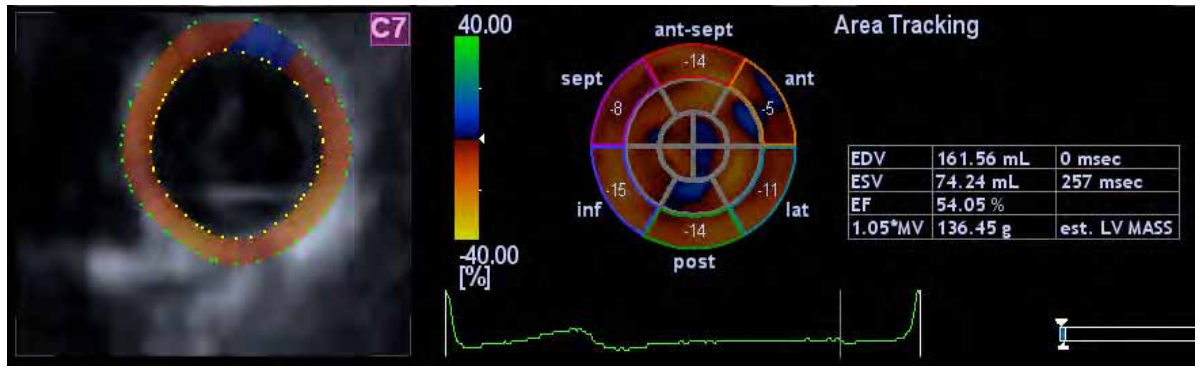 C7
40.00
-40.00
[%]
ant-sept
sept
ant
-14
-8
-5
-15
-11
-14
inf
lat
post
Area Tracking
EDV 161.56 mL 0 msec
ESV 74.24 mL 257 msec
EF 54.05 %
1.05*MV 136.45 g est. LV MASS